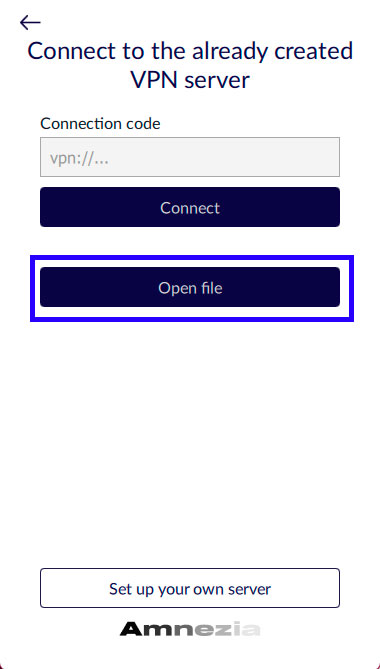 Connect to the already created
VPN server
Connection code
vpn://...
Connect
Open file
Set up your own server
Amnezia